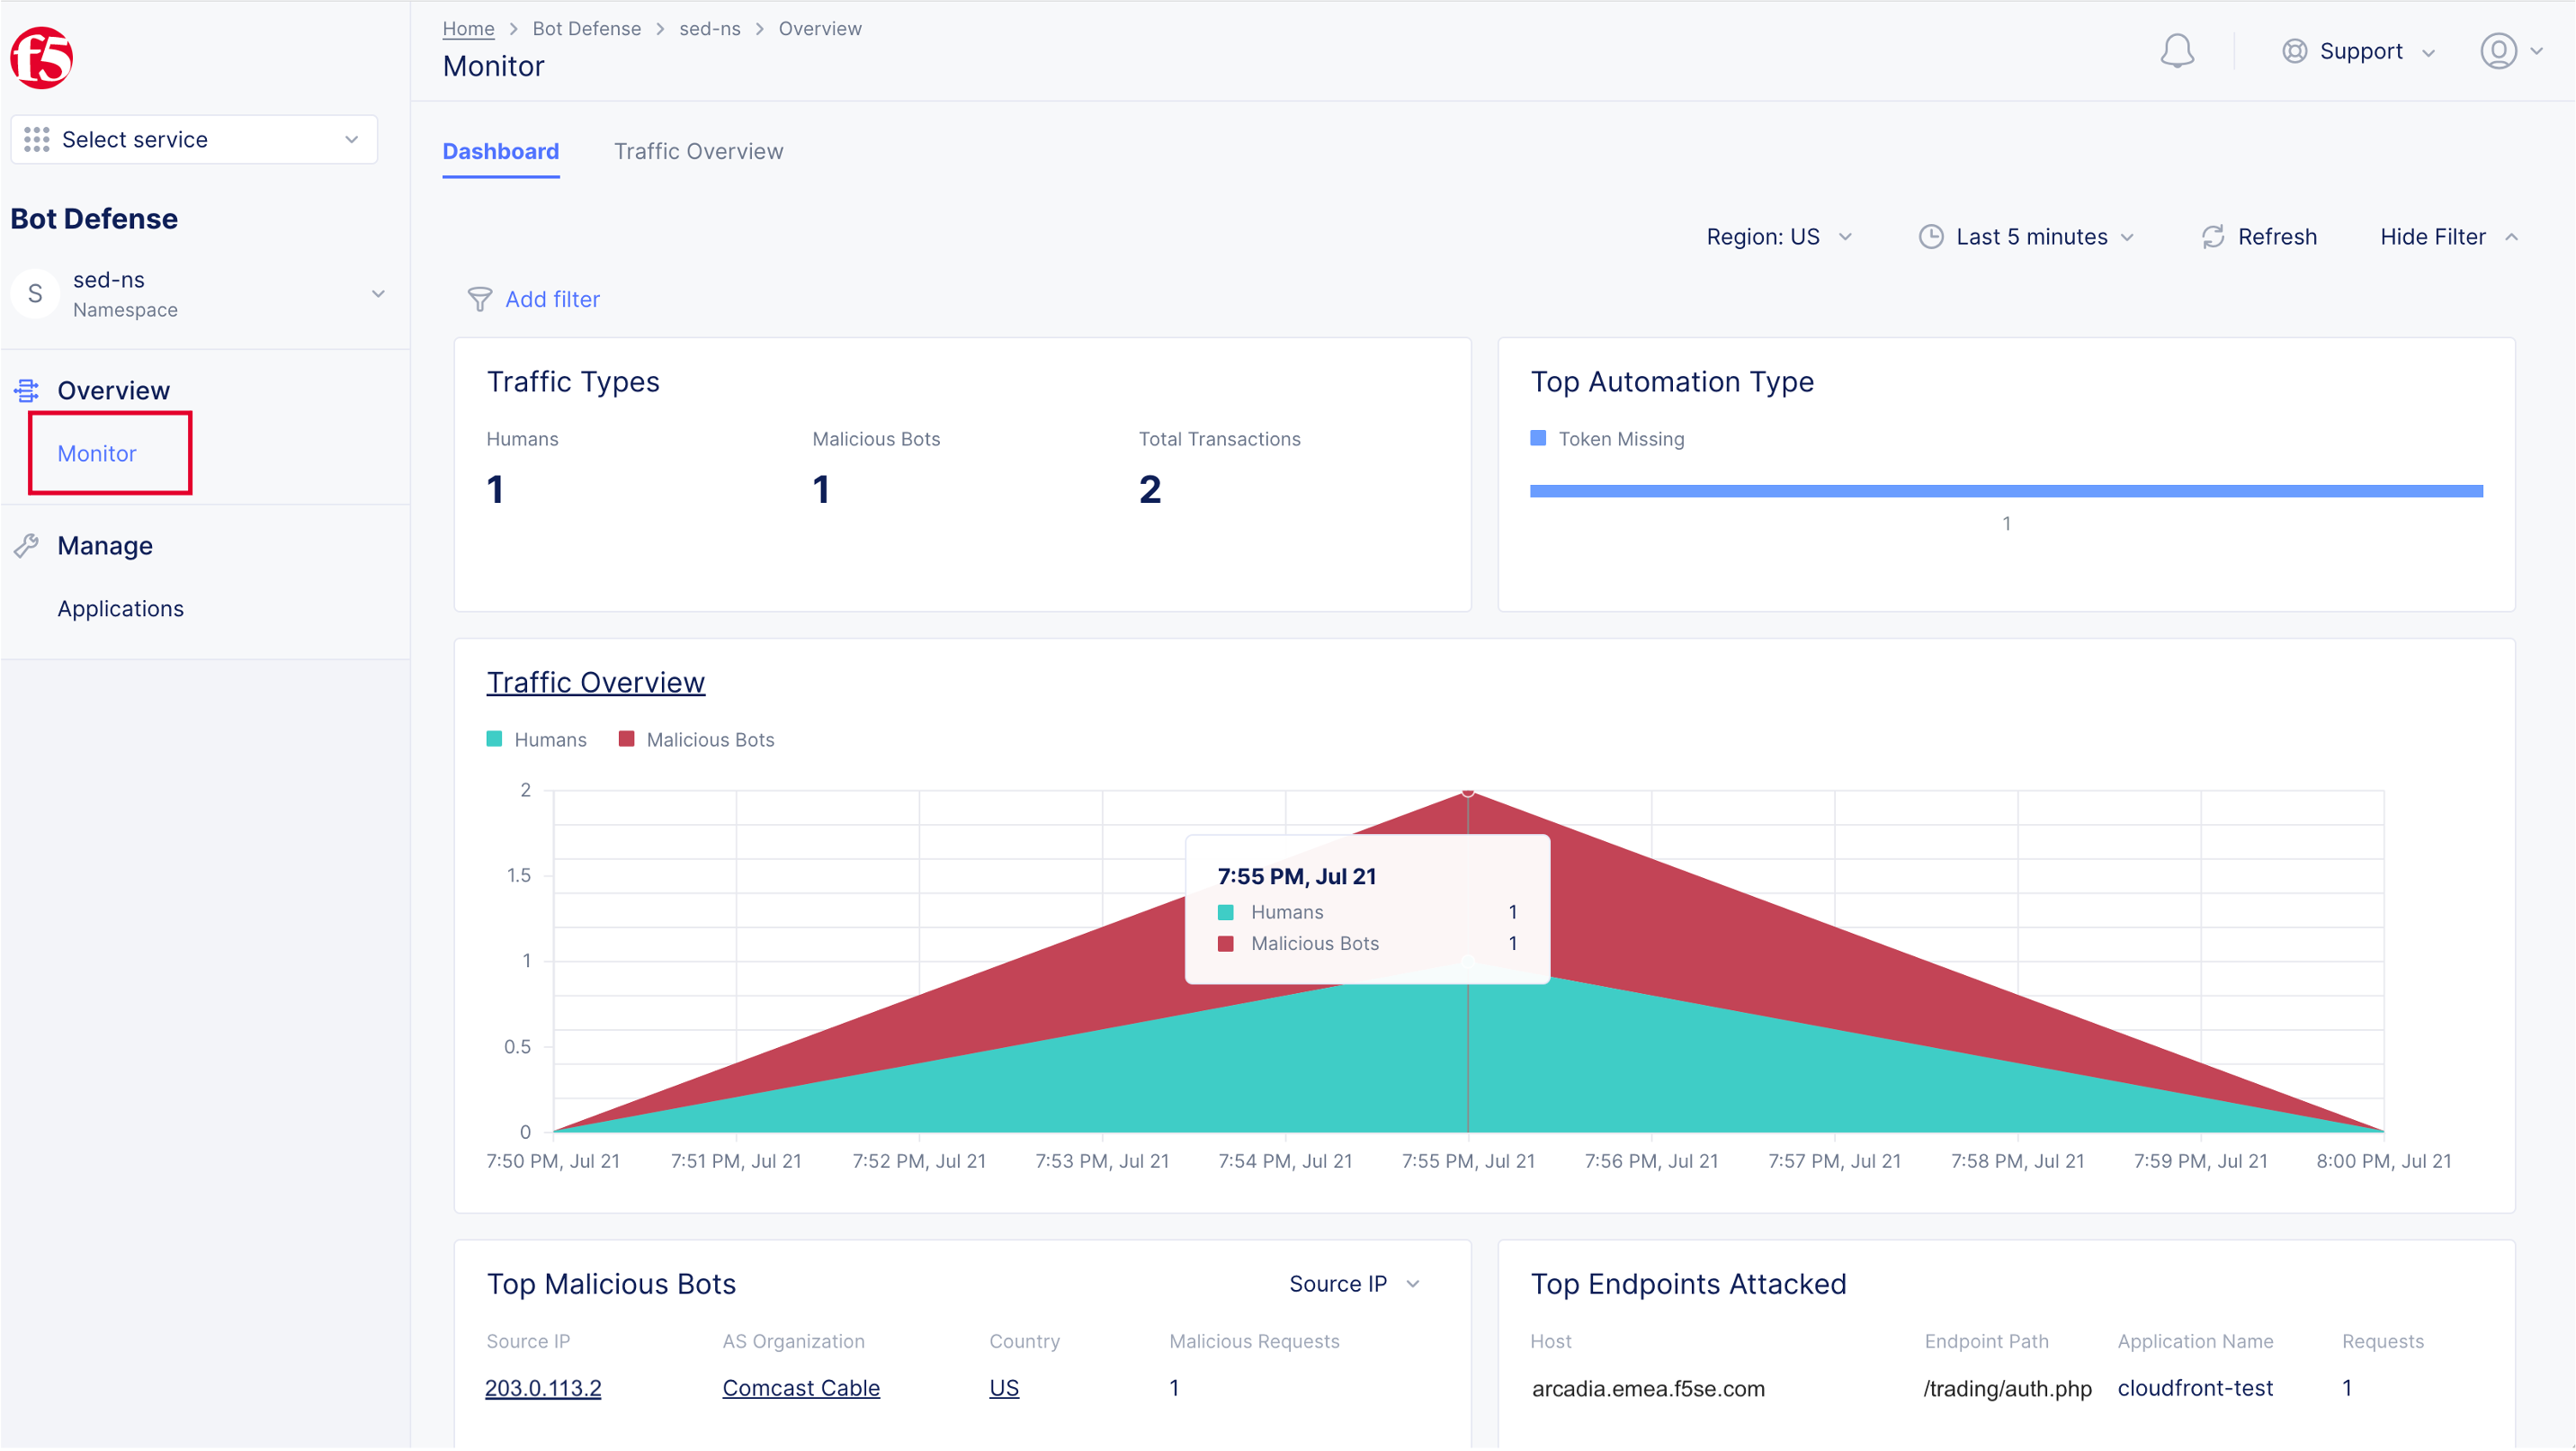 f5
Select service
Bot Defense
S
sed-ns
Namespace
Overview
Monitor
Manage
Applications
Home > Bot Defense > sed-ns > Overview
Monitor
Support
Dashboard
Traffic Overview
Region: US
Last 5 minutes
Refresh
Hide Filter
Add filter
Traffic Types
Humans Malicious Bots Total Transactions
1 1 2
Top Automation Type
Token Missing
1
Traffic Overview
Humans Malicious Bots
2
1.5
1
0.5
0
7:55 PM, Jul 21
Humans 1
Malicious Bots 1
7:50 PM, Jul 21 7:51 PM, Jul 21 7:52 PM, Jul 21 7:53 PM, Jul 21 7:54 PM, Jul 21 7:55 PM, Jul 21 7:56 PM, Jul 21 7:57 PM, Jul 21 7:58 PM, Jul 21 7:59 PM, Jul 21 8:00 PM, Jul 21
Top Malicious Bots
Source IP
Source IP AS Organization Country Malicious Requests
203.0.113.2 Comcast Cable US 1
Top Endpoints Attacked
Host Endpoint Path Application Name Requests
arcadia.emea.f5se.com /trading/auth.php cloudfront-test 1